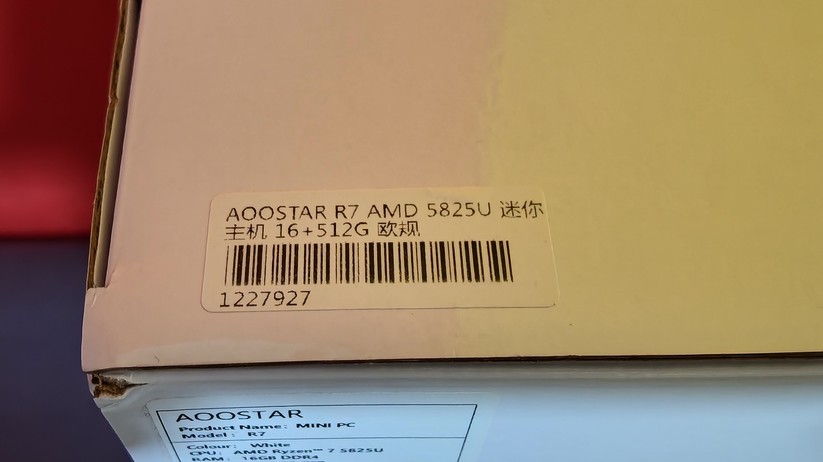 AOOSTAR R7 AMD 5825U 迷你
主机 16+512G 欧规
1227927
AOOSTAR
Product Name: MINI PC
Model: R7
Colour: White
CPU: AMD Ryzen™ 7 5825U
RAM: 16GB DDR4